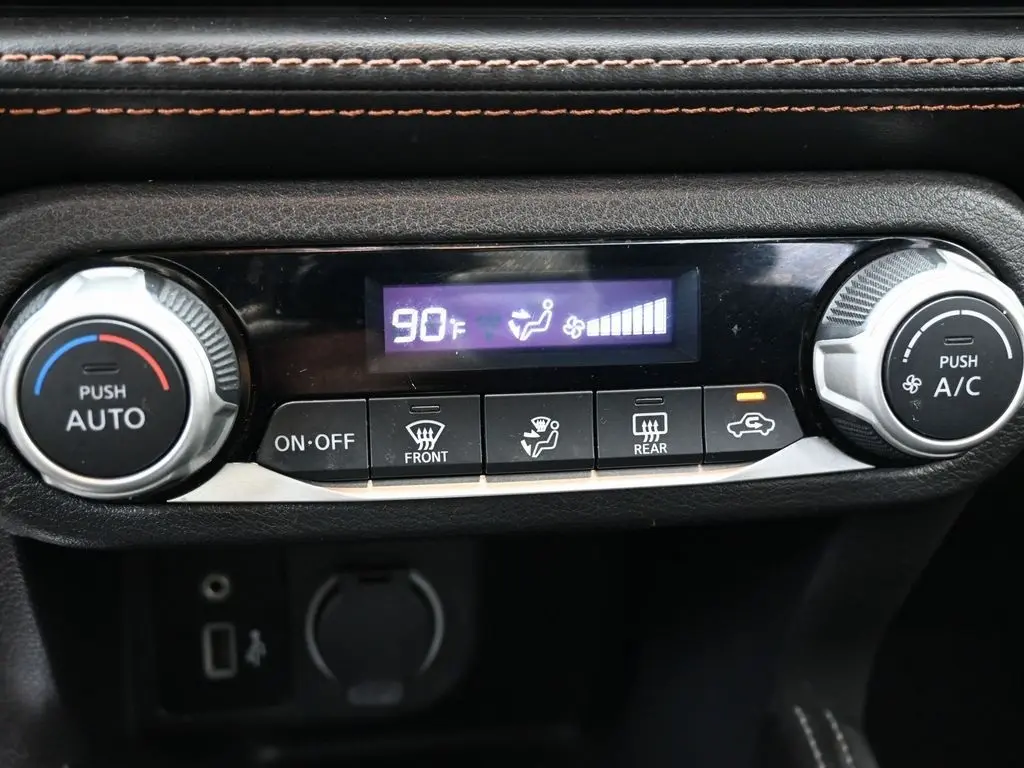 90°F
PUSH
AUTO
ON·OFF
FRONT
REAR
PUSH
A/C